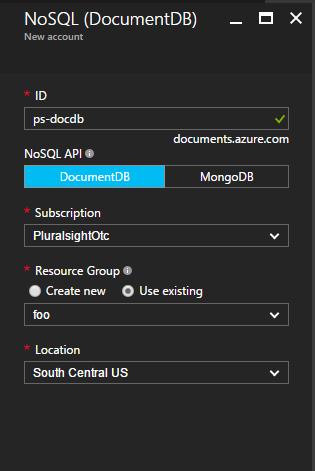 NoSQL (DocumentDB)
New account
* ID
ps-docdb
documents.azure.com
NoSQL API
DocumentDB MongoDB
* Subscription
PluralsightOtc
* Resource Group
Create new Use existing
foo
* Location
South Central US